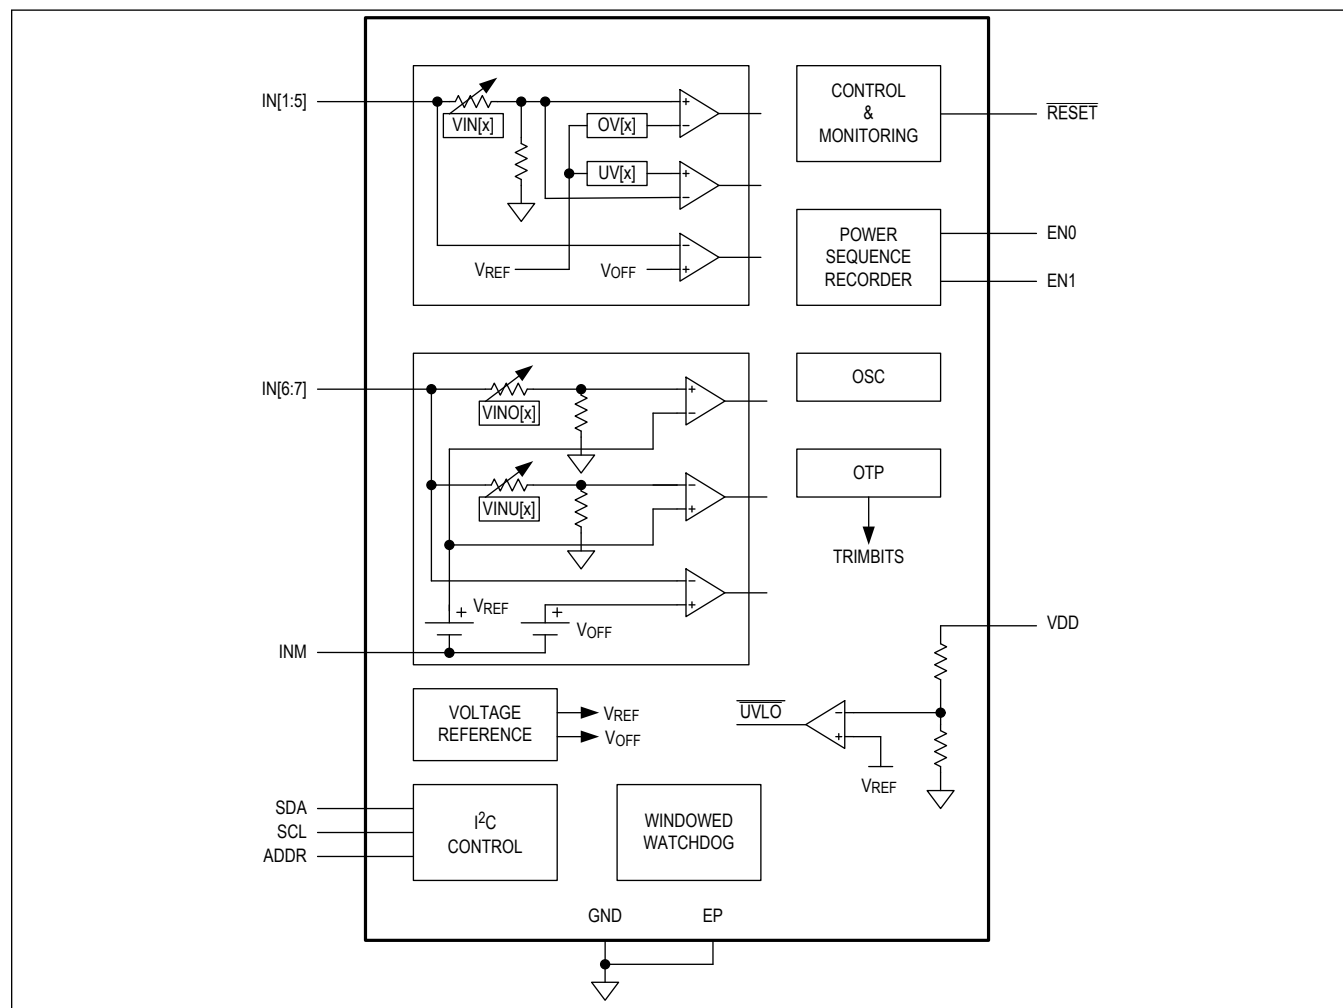 IN[1:5]
VIN[x]
OV[x]
UV[x]
+
−
+
−
−
+
VREF
VOFF
CONTROL
&
MONITORING
RESET
POWER
SEQUENCE
RECORDER
EN0
EN1
IN[6:7]
VINO[x]
+
−
VINU[x]
−
+
−
+
+
VREF
+
VOFF
INM
OSC
OTP
TRIMBITS
VDD
VOLTAGE
REFERENCE
VREF
VOFF
UVLO
−
+
VREF
SDA
SCL
ADDR
I²C
CONTROL
WINDOWED
WATCHDOG
GND
EP